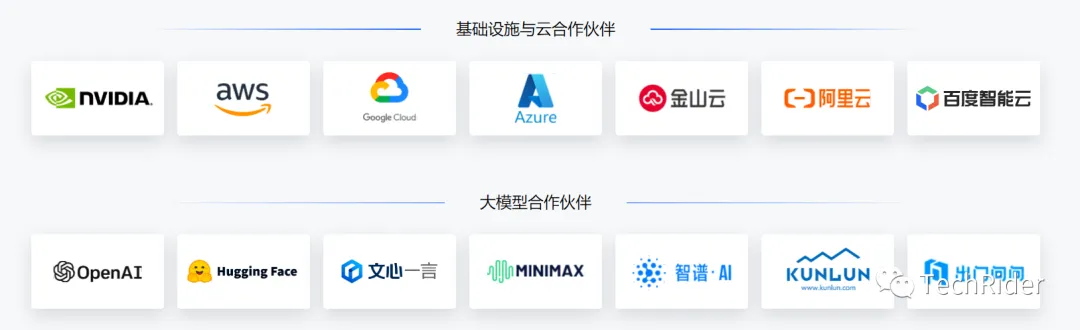 基础设施与云合作伙伴
NVIDIA.
aws
Google Cloud
Azure
金山云
阿里云
百度智能云
大模型合作伙伴
OpenAI
Hugging Face
文心一言
MINIMAX
智谱·AI
KUNLUN
www.kunlun.com
出门问问
TechRider